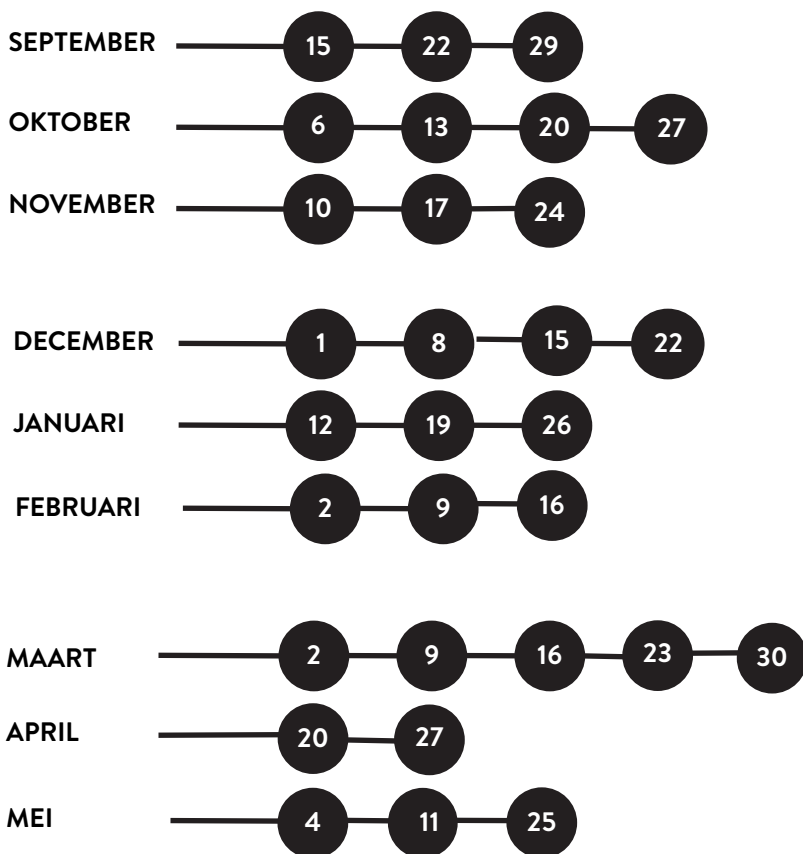 SEPTEMBER 15 22 29
OKTOBER 6 13 20 27
NOVEMBER 10 17 24
DECEMBER 1 8 15 22
JANUARI 12 19 26
FEBRUARI 2 9 16
MAART 2 9 16 23 30
APRIL 20 27
MEI 4 11 25